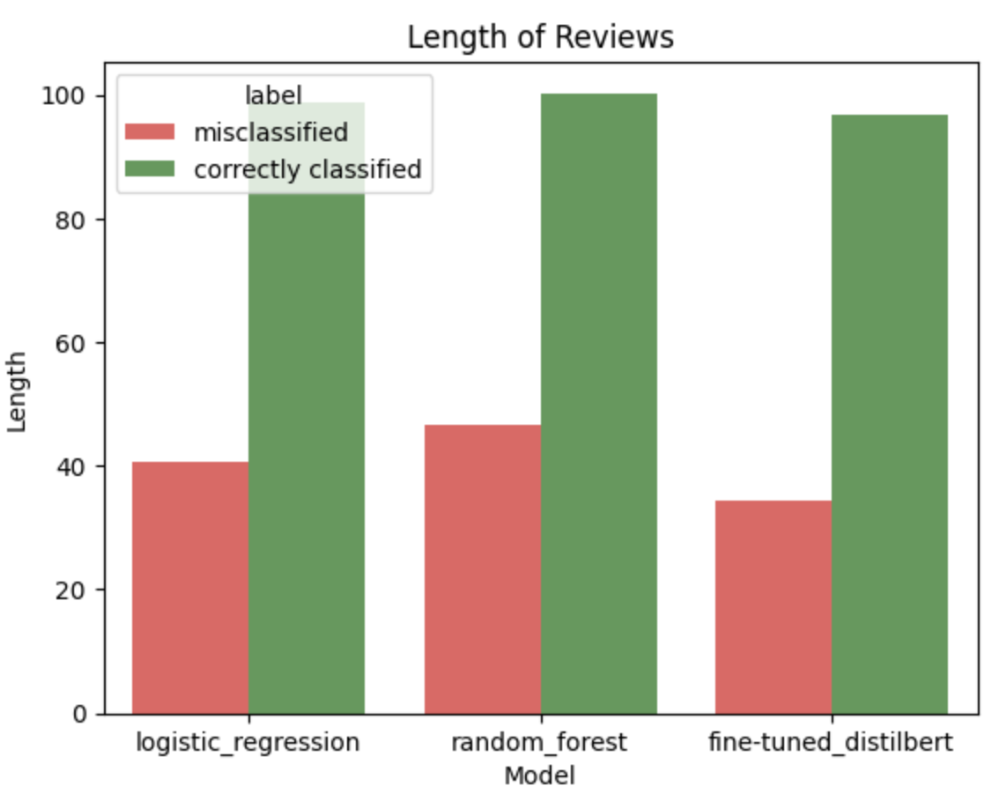 Length of Reviews
label
misclassified
correctly classified
100
80
60
40
20
0
Length
logistic_regression random_forest fine-tuned_distilbert
Model